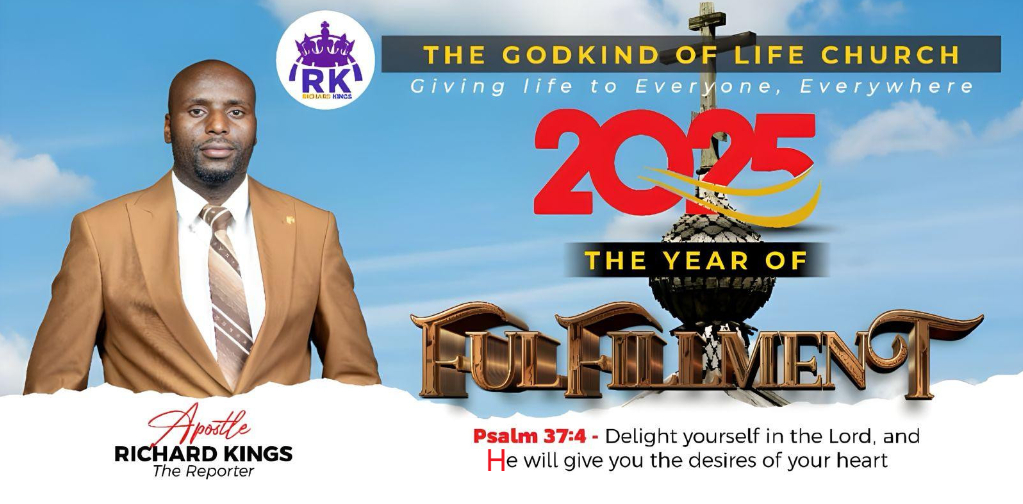 RK
RICHARD KINGS
THE GODKIND OF LIFE CHURCH
Giving life to Everyone, Everywhere
2025
THE YEAR OF
FULFILLMENT
Apostle
RICHARD KINGS
The Reporter
Psalm 37:4 - Delight yourself in the Lord, and
He will give you the desires of your heart